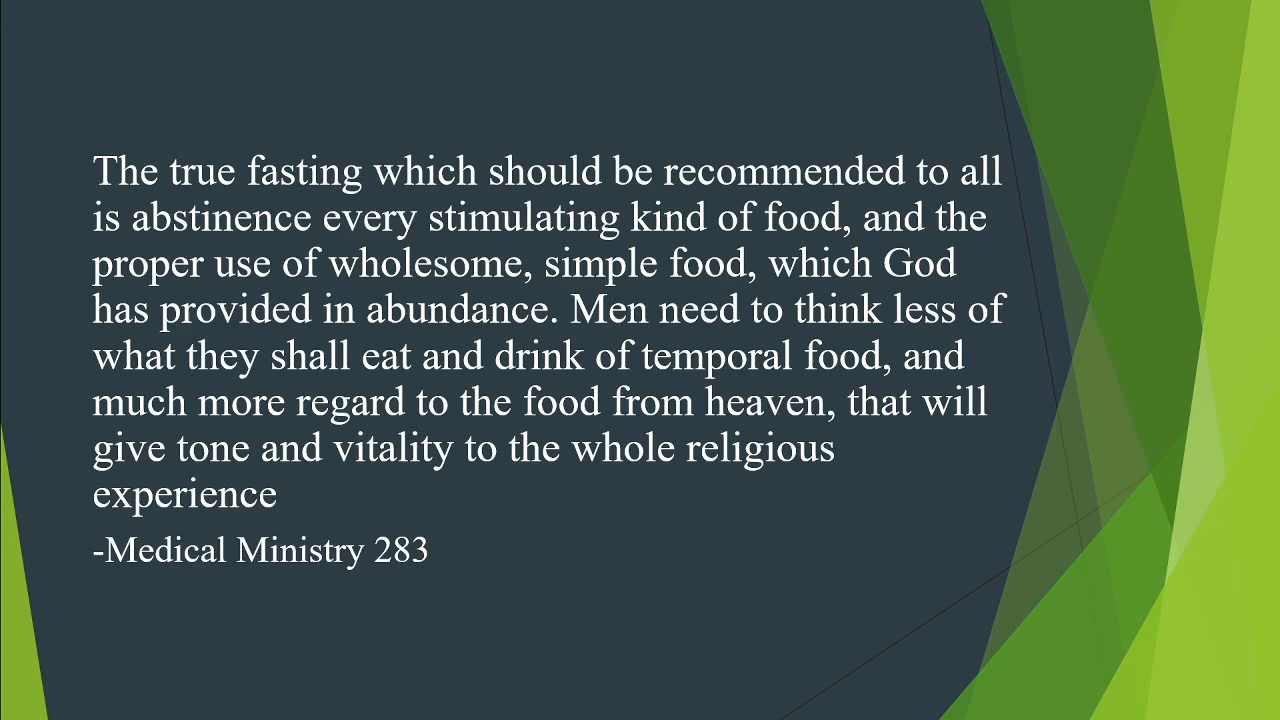 The true fasting which should be recommended to all
is abstinence every stimulating kind of food, and the
proper use of wholesome, simple food, which God
has provided in abundance. Men need to think less of
what they shall eat and drink of temporal food, and
much more regard to the food from heaven, that will
give tone and vitality to the whole religious
experience
-Medical Ministry 283